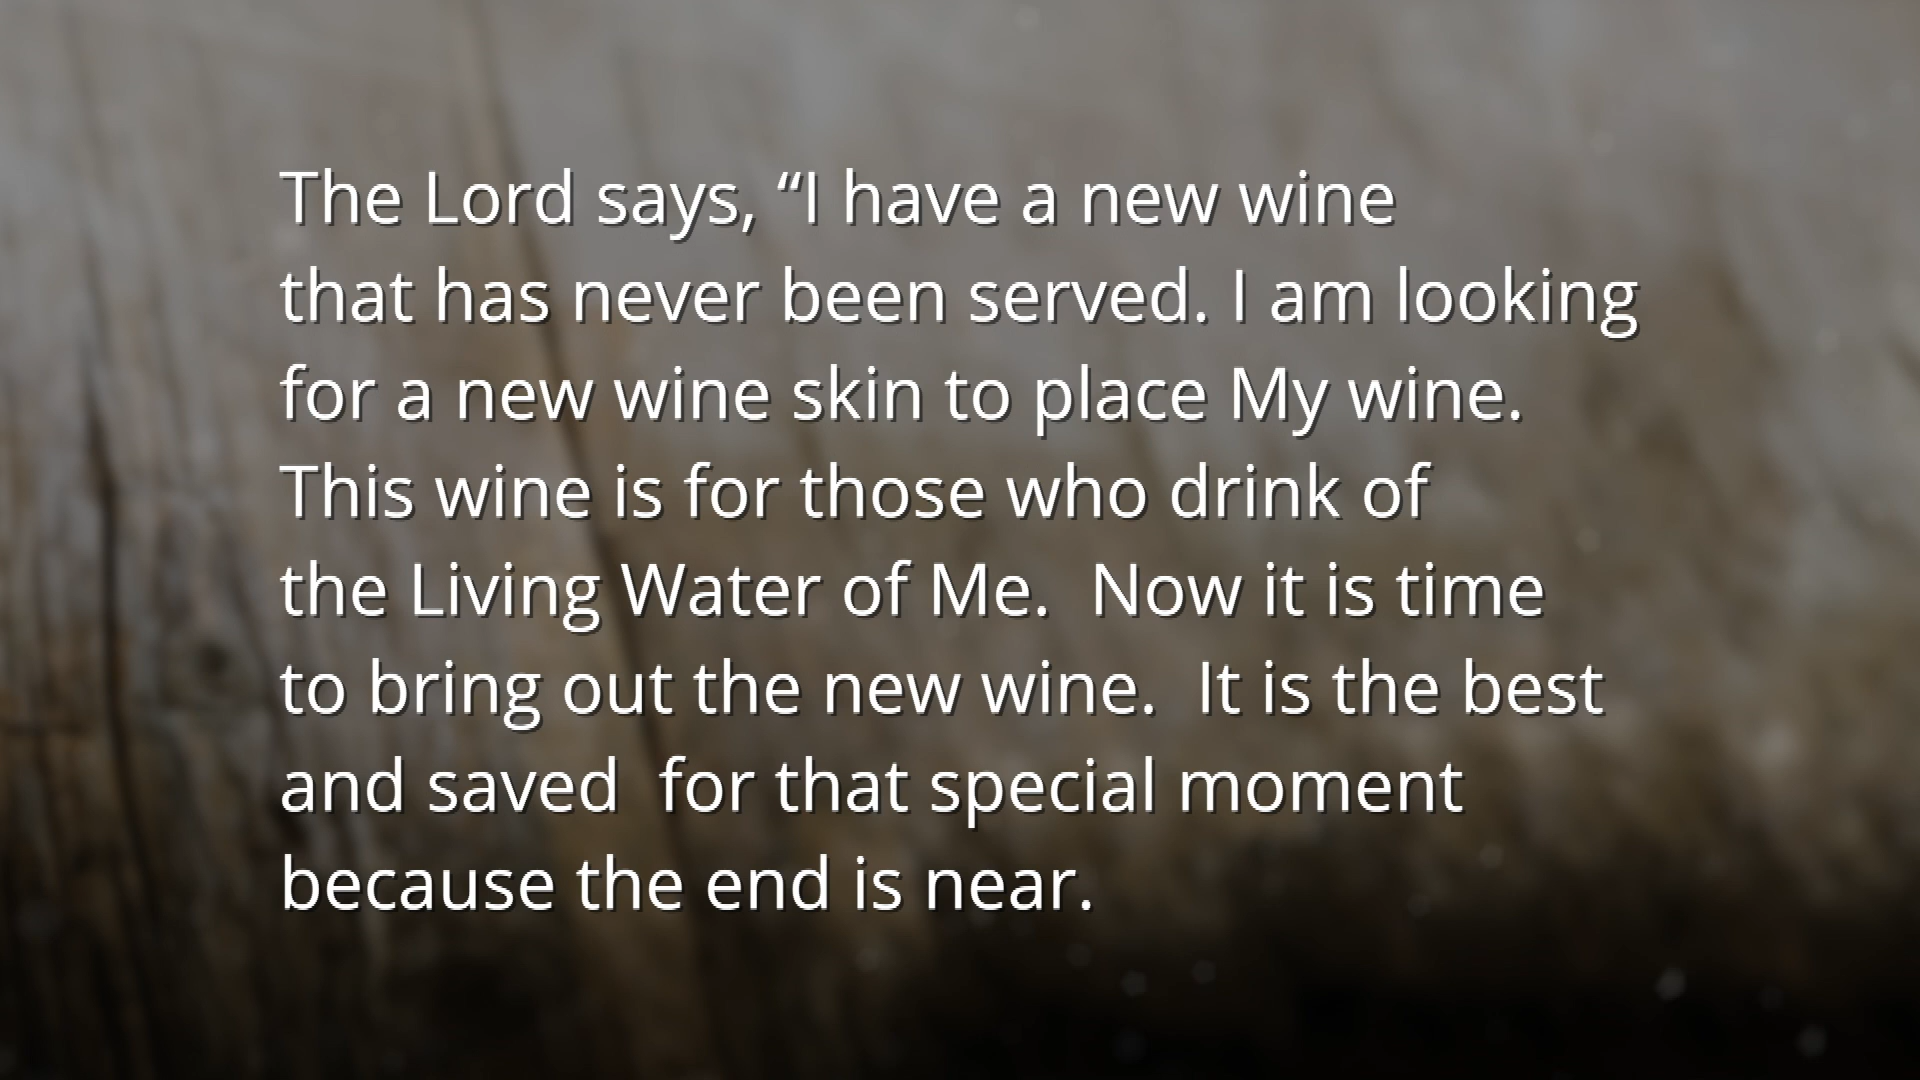 The Lord says, “I have a new wine
that has never been served. I am looking
for a new wine skin to place My wine.
This wine is for those who drink of
the Living Water of Me.  Now it is time
to bring out the new wine.  It is the best
and saved  for that special moment
because the end is near.